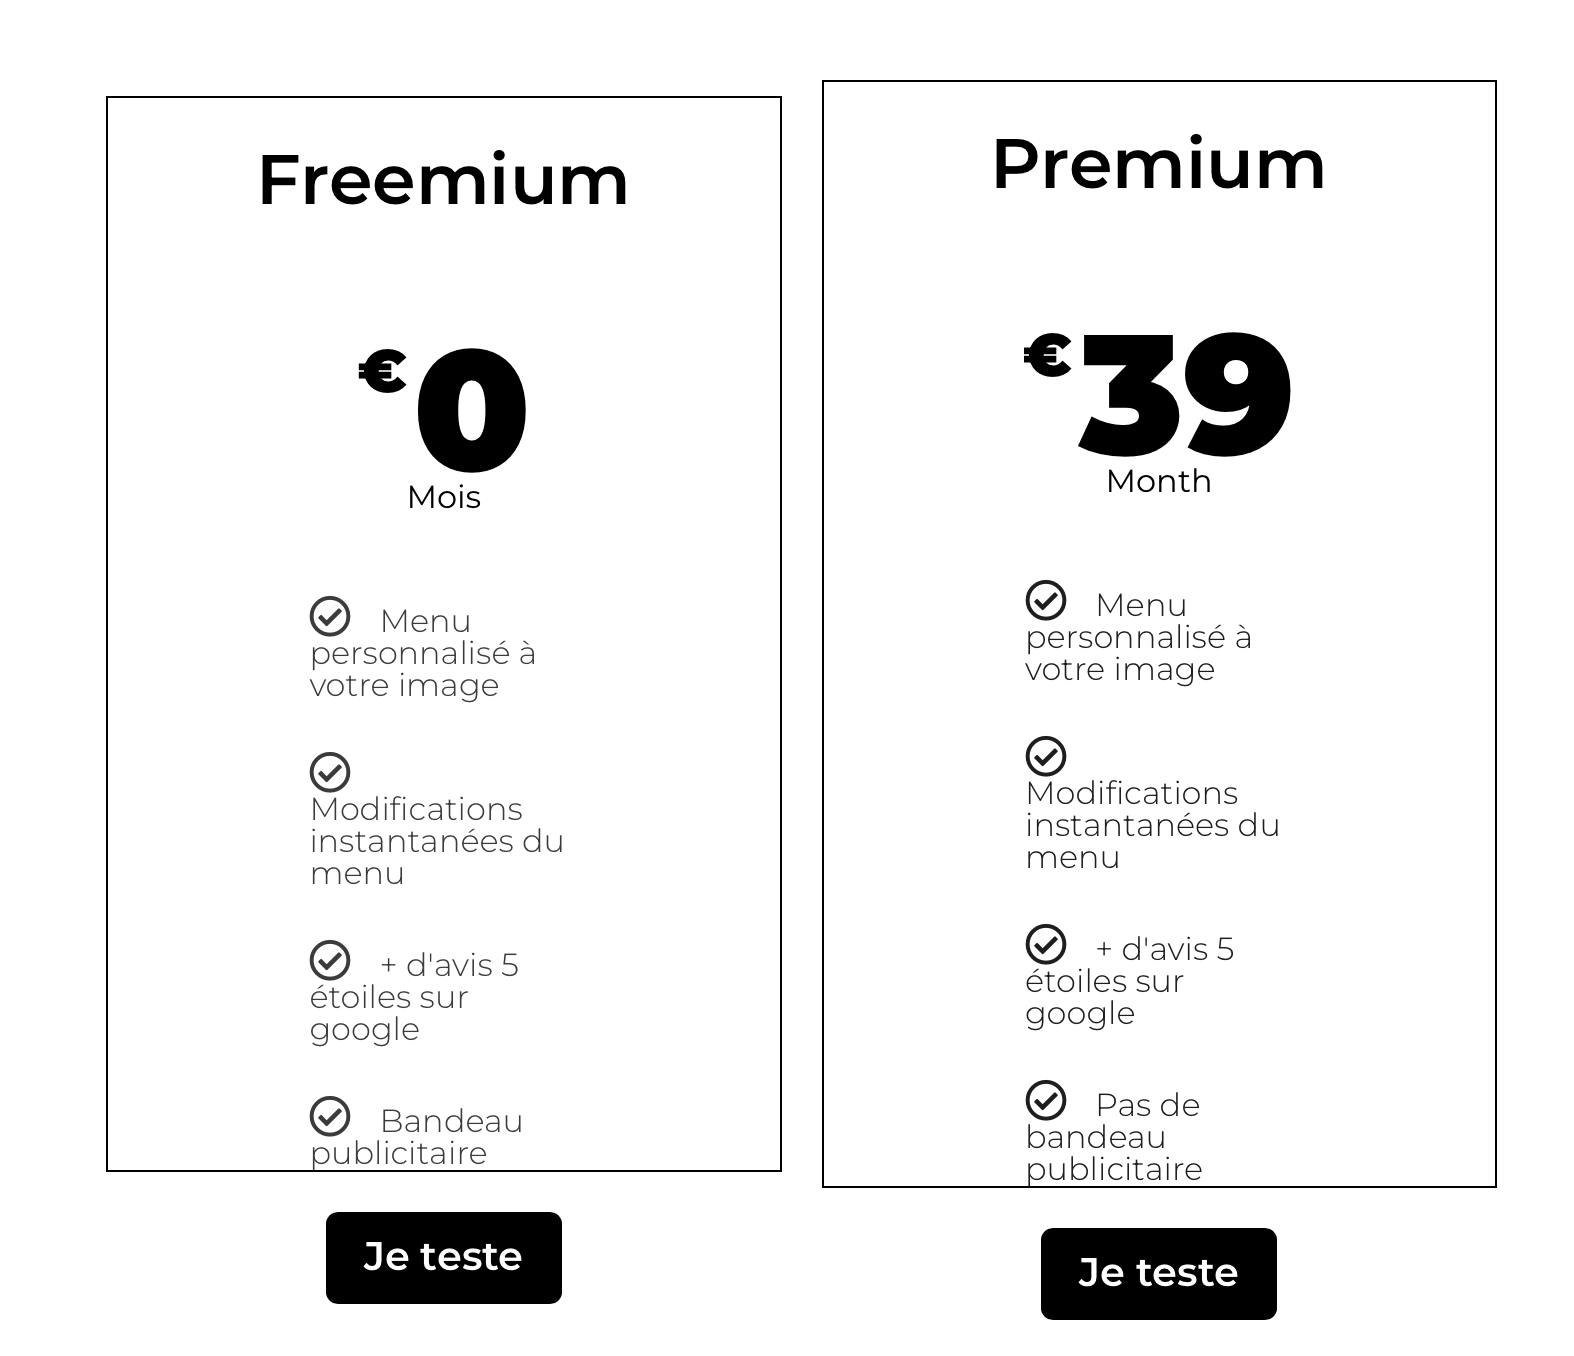 Freemium
€0
Mois
Menu
personnalisé à
votre image
Modifications
instantanées du
menu
+ d'avis 5
étoiles sur
google
Bandeau
publicitaire
Je teste
Premium
€39
Month
Menu
personnalisé à
votre image
Modifications
instantanées du
menu
+ d'avis 5
étoiles sur
google
Pas de
bandeau
publicitaire
Je teste